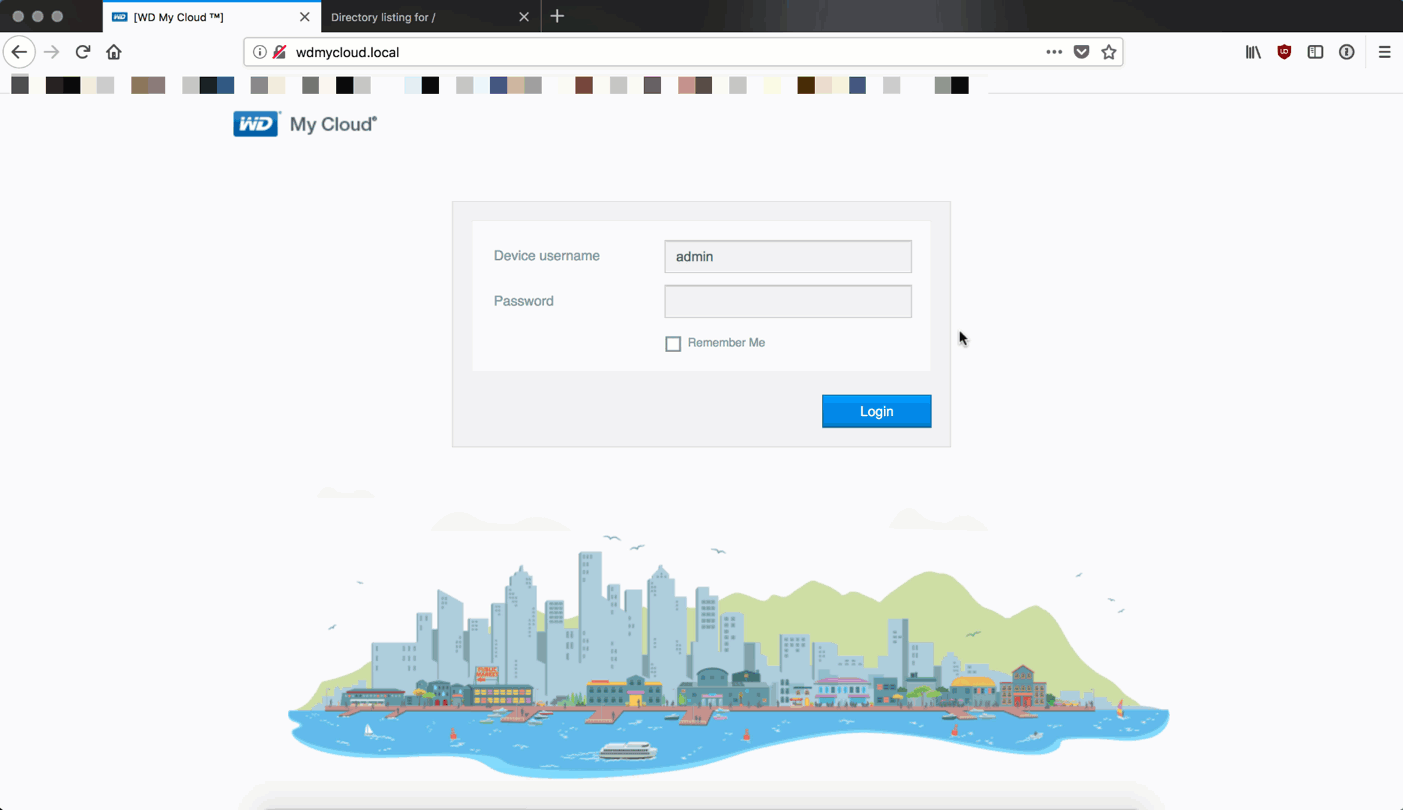 [WD My Cloud ™]
Directory listing for /
wdmycloud.local
WD My Cloud®
Device username
admin
Password
Remember Me
Login
PUBLIC
MARKET